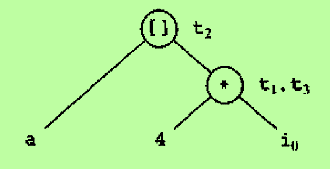 [] t₂
* t₁,t₃
a 4 i₀